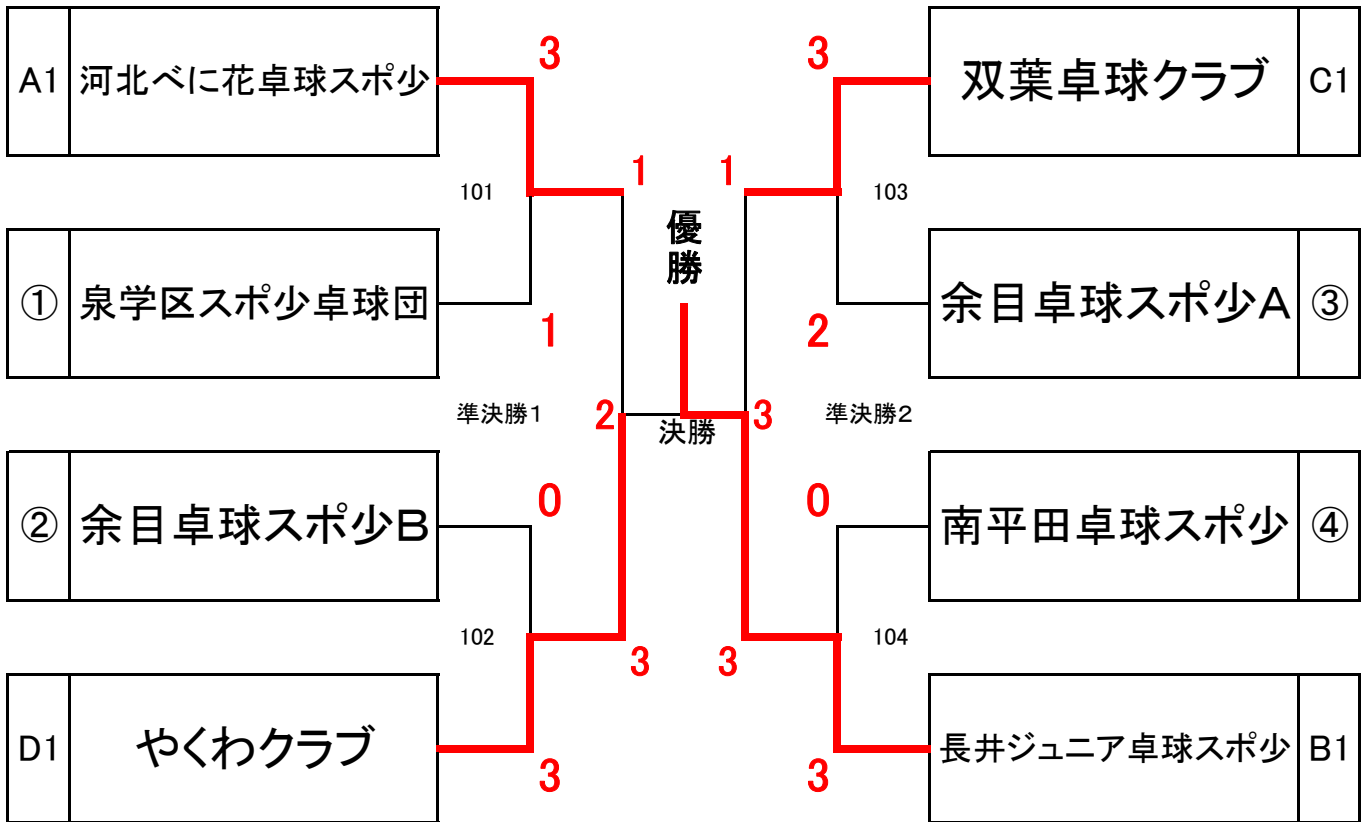 A1 河北べに花卓球スポ少 3 3 双葉卓球クラブ C1
101 1 1 103
優勝
① 泉学区スポ少卓球団 1 2 余目卓球スポ少A ③
準決勝1 2 決勝 3 準決勝2
② 余目卓球スポ少B 0 0 南平田卓球スポ少 ④
102 3 3 104
D1 やくわクラブ 3 3 長井ジュニア卓球スポ少 B1